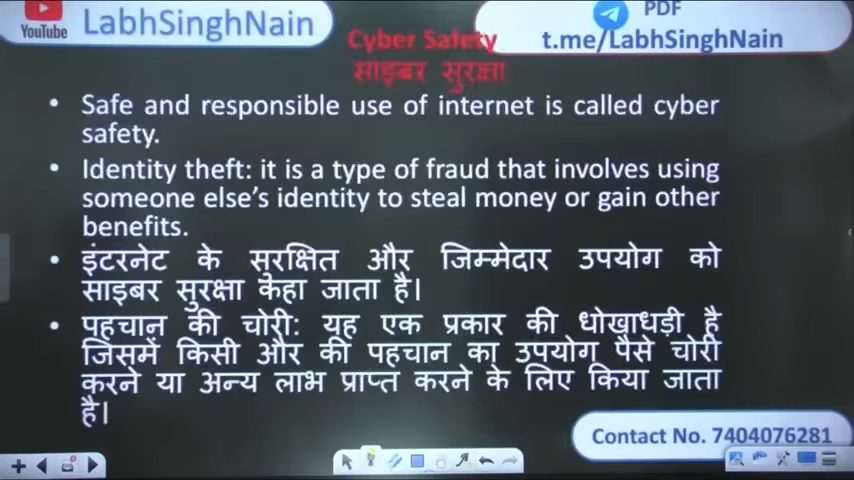 YouTube
LabhSinghNain
PDF
t.me/LabhSinghNain
Cyber Safety
साइबर सुरक्षा
• Safe and responsible use of internet is called cyber
safety.
• Identity theft: it is a type of fraud that involves using
someone else's identity to steal money or gain other
benefits.
• इंटरनेट के सुरक्षित और जिम्मेदार उपयोग को
साइबर सुरक्षा कहा जाता है।
• पहचान की चोरी: यह एक प्रकार की धोखाधड़ी है
जिसमें किसी और की पहचान का उपयोग पैसे चोरी
करने या अन्य लाभ प्राप्त करने के लिए किया जाता
है।
Contact No. 7404076281